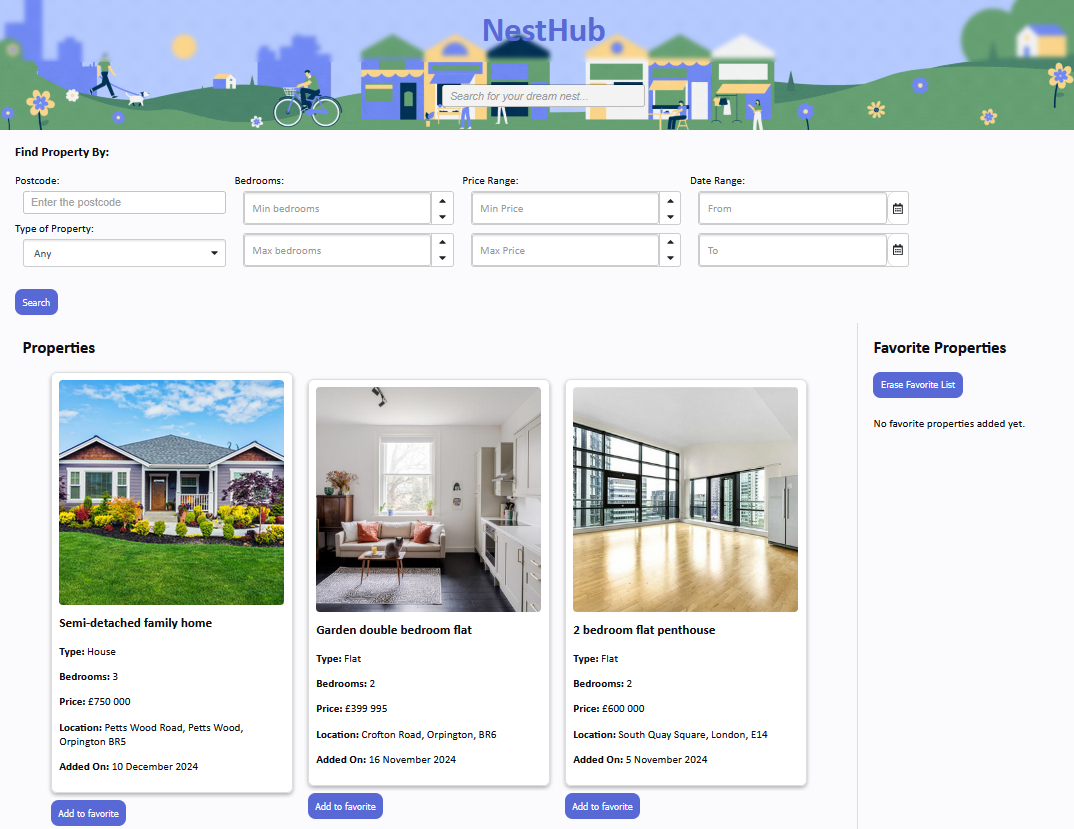 NestHub
Search for your dream nest...
Find Property By:
Postcode:
Enter the postcode
Type of Property:
Any
Bedrooms:
Min bedrooms
Max bedrooms
Price Range:
Min Price
Max Price
Date Range:
From
To
Search
Properties
Semi-detached family home
Type: House
Bedrooms: 3
Price: £750 000
Location: Petts Wood Road, Petts Wood,
Orpington BR5
Added On: 10 December 2024
Add to favorite
Garden double bedroom flat
Type: Flat
Bedrooms: 2
Price: £399 995
Location: Crofton Road, Orpington, BR6
Added On: 16 November 2024
Add to favorite
2 bedroom flat penthouse
Type: Flat
Bedrooms: 2
Price: £600 000
Location: South Quay Square, London, E14
Added On: 5 November 2024
Add to favorite
Favorite Properties
Erase Favorite List
No favorite properties added yet.